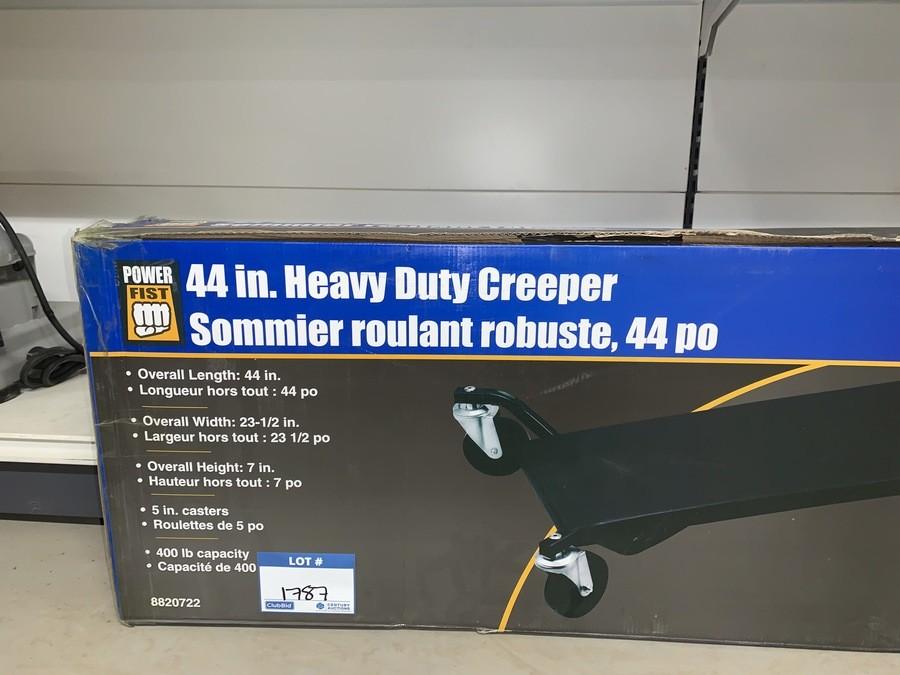 POWER
FIST
44 in. Heavy Duty Creeper
Sommier roulant robuste, 44 po
• Overall Length: 44 in.
• Longueur hors tout : 44 po
• Overall Width: 23-1/2 in.
• Largeur hors tout : 23 1/2 po
• Overall Height: 7 in.
• Hauteur hors tout : 7 po
• 5 in. casters
• Roulettes de 5 po
• 400 lb capacity
• Capacité de 400
8820722
LOT #
1787
ClubBid
CENTURY
AUCTIONS